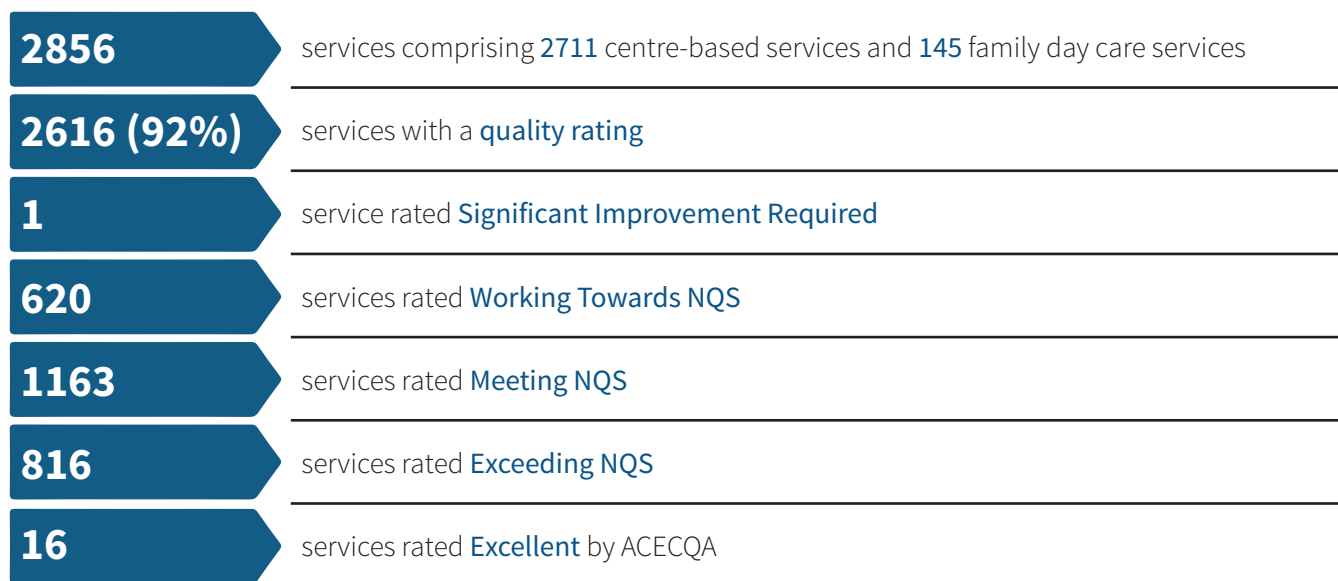 2856 services comprising 2711 centre-based services and 145 family day care services
2616 (92%) services with a quality rating
1 service rated Significant Improvement Required
620 services rated Working Towards NQS
1163 services rated Meeting NQS
816 services rated Exceeding NQS
16 services rated Excellent by ACECQA